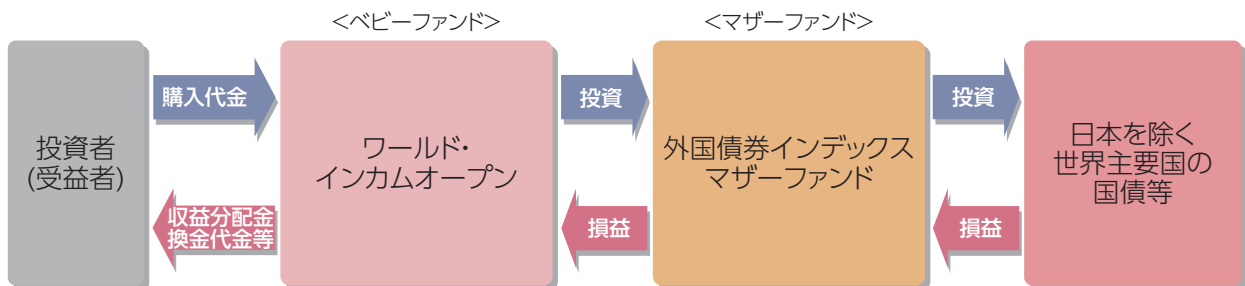 <ベビーファンド>
<マザーファンド>
投資者
(受益者)
購入代金
収益分配金
換金代金等
ワールド・
インカムオープン
投資
損益
外国債券インデックス
マザーファンド
投資
損益
日本を除く
世界主要国の
国債等